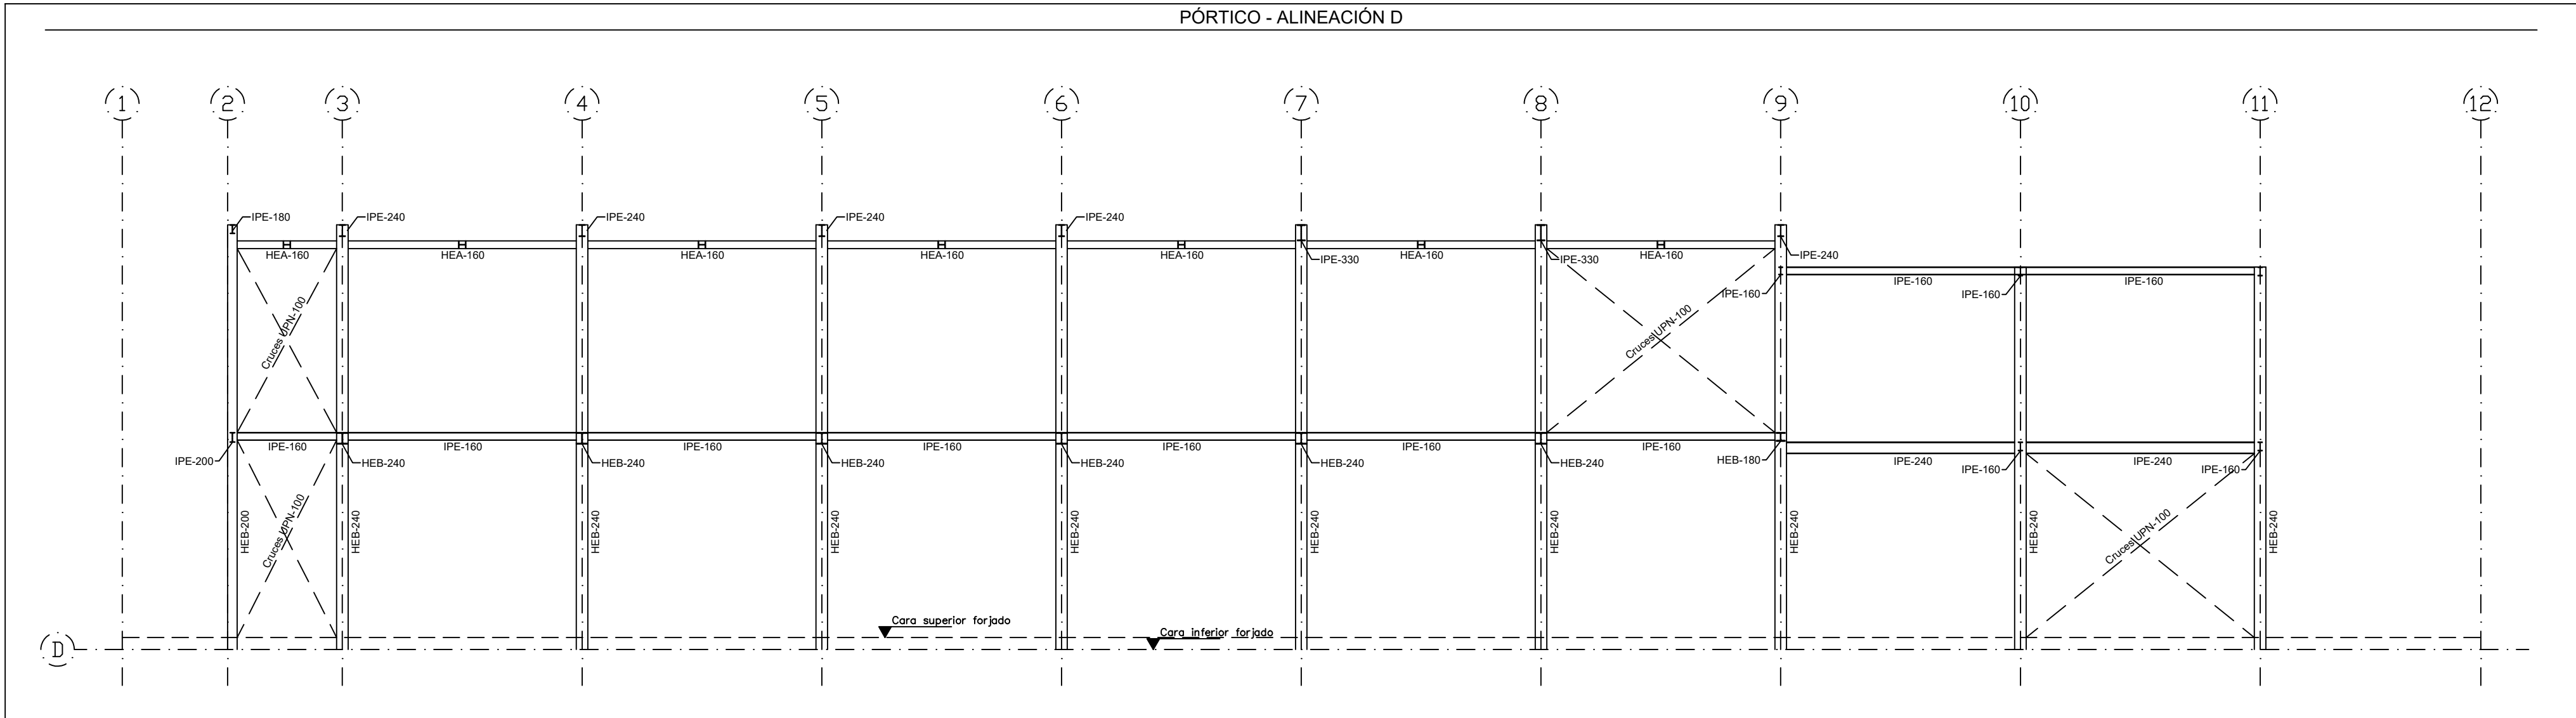 PÓRTICO - ALINEACIÓN D
1 2 3 4 5 6 7 8 9 10 11 12
IPE-180 IPE-240 IPE-240 IPE-240 IPE-240
HEA-160 HEA-160 HEA-160 HEA-160 HEA-160 IPE-330 HEA-160 IPE-330 HEA-160 IPE-240
IPE-160 IPE-160 IPE-160 IPE-160
Cruces UPN-100
Cruces UPN-100
IPE-160 IPE-160 IPE-160 IPE-160 IPE-160 IPE-160 IPE-160
IPE-200 HEB-240 HEB-240 HEB-240 HEB-240 HEB-240 HEB-240 HEB-180 IPE-240 IPE-240
IPE-160 IPE-160
HEB-200 HEB-240 HEB-240 HEB-240 HEB-240 HEB-240 HEB-240 HEB-240 HEB-240 HEB-240
Cruces UPN-100
Cruces UPN-100
Cara superior forjado
Cara inferior forjado
D